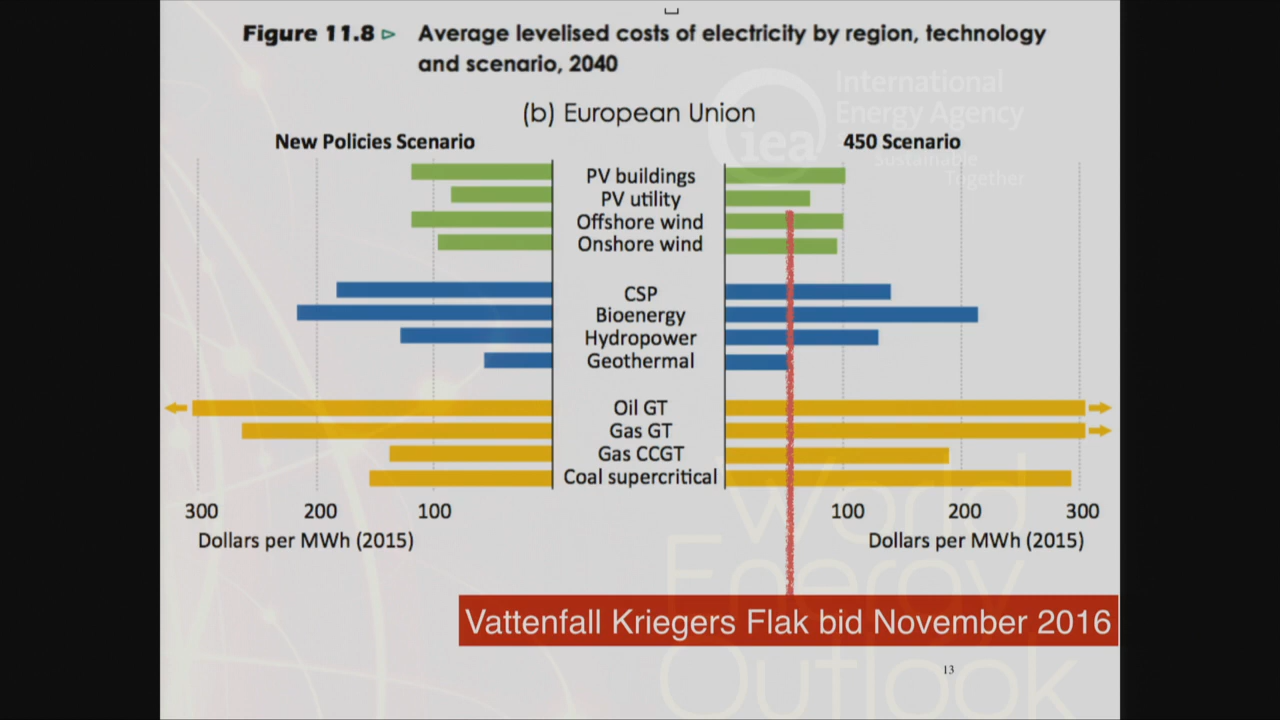 Figure 11.8 ▷ Average levelised costs of electricity by region, technology
and scenario, 2040
International
Energy Agency
iea
Sustainable
Together
(b) European Union
New Policies Scenario
450 Scenario
PV buildings
PV utility
Offshore wind
Onshore wind
CSP
Bioenergy
Hydropower
Geothermal
Oil GT
Gas GT
Gas CCGT
Coal supercritical
300 200 100
100 200 300
Dollars per MWh (2015)
Dollars per MWh (2015)
World
Energy
Outlook
Vattenfall Kriegers Flak bid November 2016
13